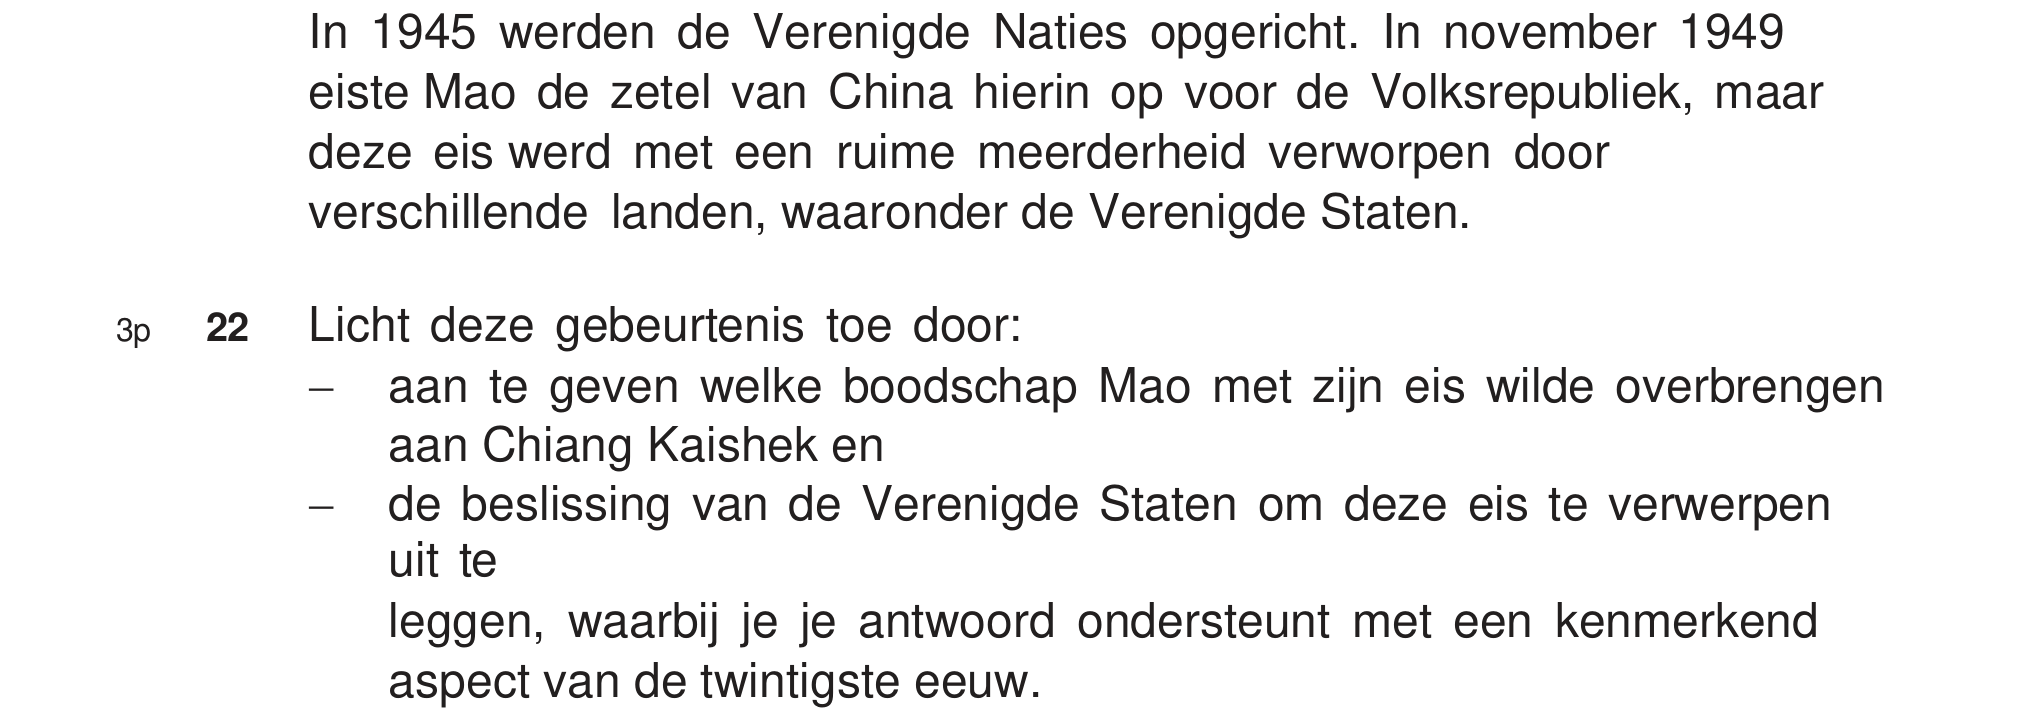 In 1945 werden de Verenigde Naties opgericht. In november 1949
eiste Mao de zetel van China hierin op voor de Volksrepubliek, maar
deze eis werd met een ruime meerderheid verworpen door
verschillende landen, waaronder de Verenigde Staten.
3p 22 Licht deze gebeurtenis toe door:
– aan te geven welke boodschap Mao met zijn eis wilde overbrengen
aan Chiang Kaishek en
– de beslissing van de Verenigde Staten om deze eis te verwerpen
uit te
leggen, waarbij je je antwoord ondersteunt met een kenmerkend
aspect van de twintigste eeuw.